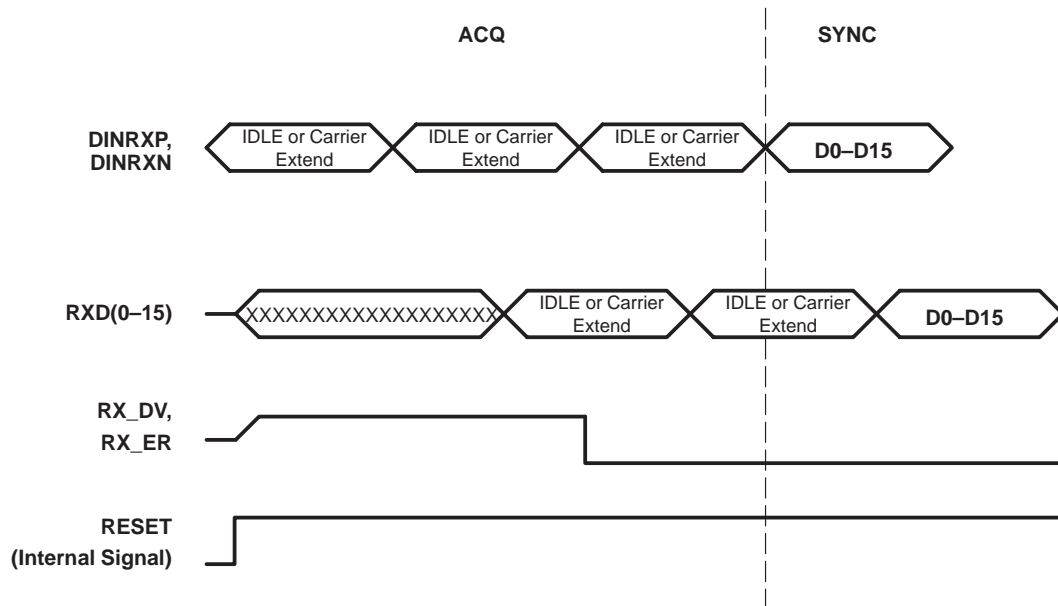 ACQ
SYNC
DINRXP,
DINRXN
IDLE or Carrier
Extend
IDLE or Carrier
Extend
IDLE or Carrier
Extend
D0–D15
RXD(0–15)
XXXXXXXXXXXXXXXXXXX
IDLE or Carrier
Extend
IDLE or Carrier
Extend
D0–D15
RX_DV,
RX_ER
RESET
(Internal Signal)